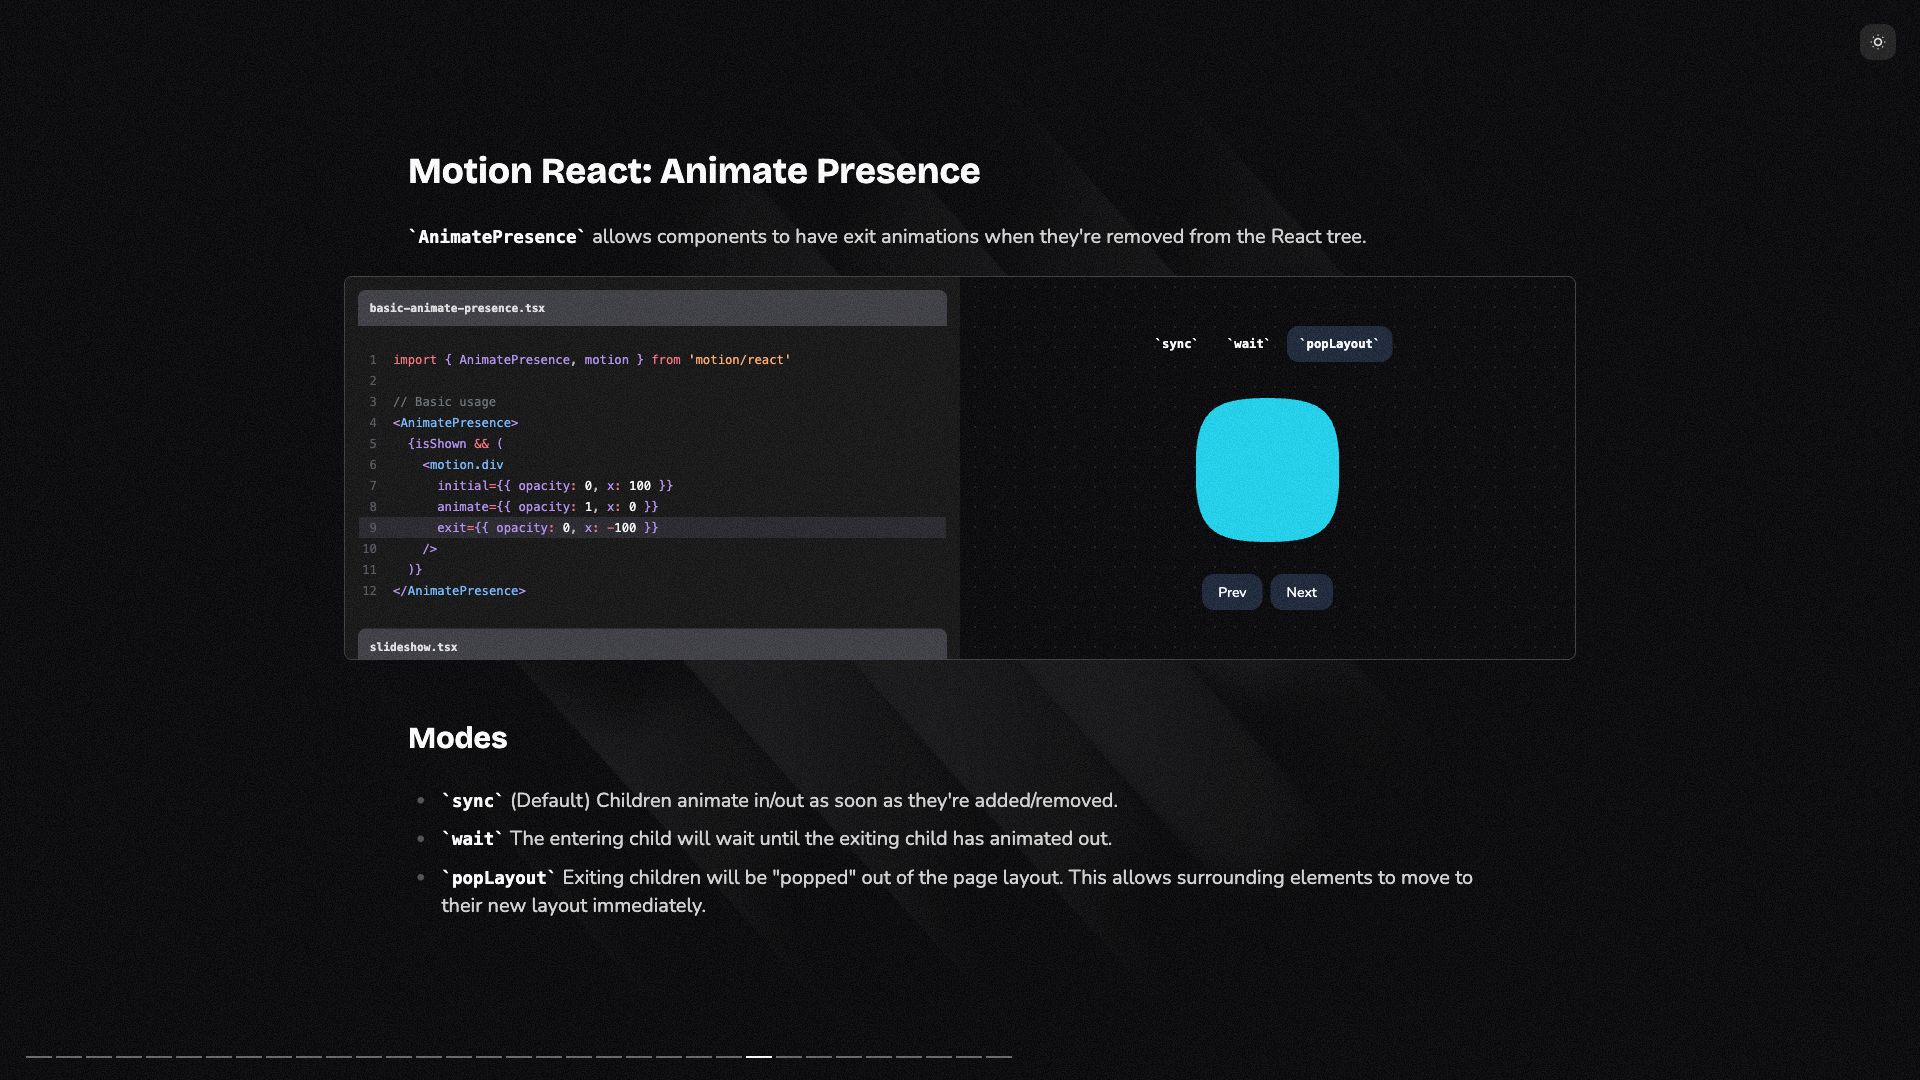 Motion React: Animate Presence
`AnimatePresence` allows components to have exit animations when they're removed from the React tree.
basic-animate-presence.tsx
1 import { AnimatePresence, motion } from 'motion/react'
2
3 // Basic usage
4 <AnimatePresence>
5   {isShown && (
6     <motion.div
7       initial={{ opacity: 0, x: 100 }}
8       animate={{ opacity: 1, x: 0 }}
9       exit={{ opacity: 0, x: -100 }}
10     />
11   )}
12 </AnimatePresence>
slideshow.tsx
`sync` `wait` `popLayout`
Prev Next
Modes
`sync` (Default) Children animate in/out as soon as they're added/removed.
`wait` The entering child will wait until the exiting child has animated out.
`popLayout` Exiting children will be "popped" out of the page layout. This allows surrounding elements to move to
their new layout immediately.